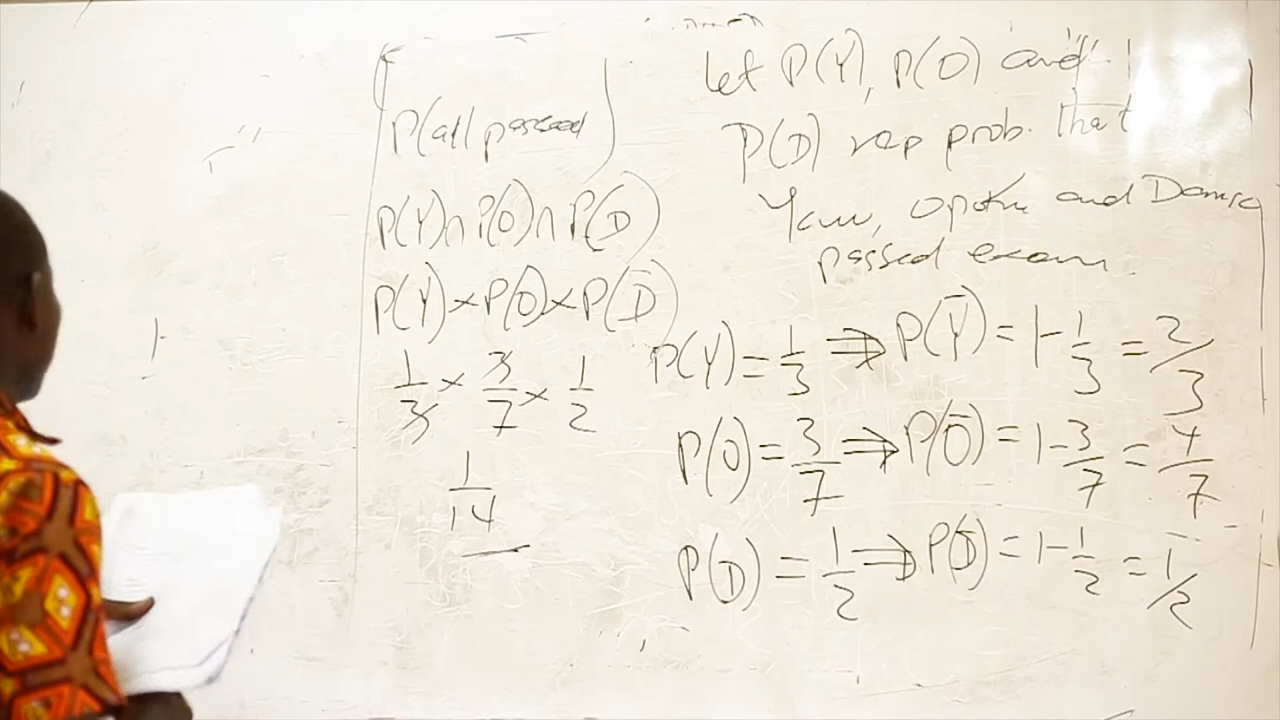 P(all passed)
P(Y)∩P(O)∩P(D)
P(Y)×P(O)×P(D)
1/3 × 3/7 × 1/2
1/14
let P(Y), P(O) and
P(D) rep prob. that
Yaw, and
passed exam.
P(Y) = 1/3 ⇒ P(Ȳ) = 1-1/3 = 2/3
P(O) = 3/7 ⇒ P(Ō) = 1-3/7 = 4/7
P(D) = 1/2 ⇒ P(D̄) = 1-1/2 = 1/2